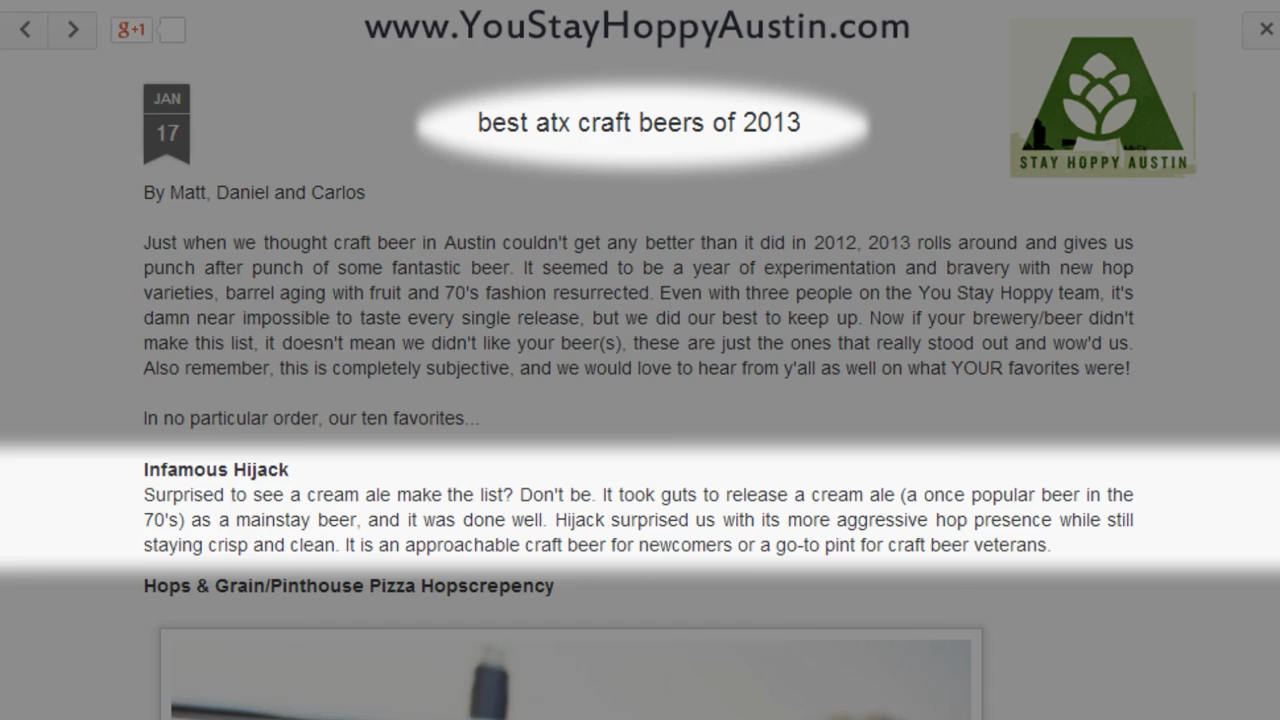 www.YouStayHoppyAustin.com
g+1
JAN
17
best atx craft beers of 2013
STAY HOPPY AUSTIN
By Matt, Daniel and Carlos
Just when we thought craft beer in Austin couldn't get any better than it did in 2012, 2013 rolls around and gives us
punch after punch of some fantastic beer. It seemed to be a year of experimentation and bravery with new hop
varieties, barrel aging with fruit and 70's fashion resurrected. Even with three people on the You Stay Hoppy team, it's
damn near impossible to taste every single release, but we did our best to keep up. Now if your brewery/beer didn't
make this list, it doesn't mean we didn't like your beer(s), these are just the ones that really stood out and wow'd us.
Also remember, this is completely subjective, and we would love to hear from y'all as well on what YOUR favorites were!
In no particular order, our ten favorites...
Infamous Hijack
Surprised to see a cream ale make the list? Don't be. It took guts to release a cream ale (a once popular beer in the
70's) as a mainstay beer, and it was done well. Hijack surprised us with its more aggressive hop presence while still
staying crisp and clean. It is an approachable craft beer for newcomers or a go-to pint for craft beer veterans.
Hops & Grain/Pinthouse Pizza Hopscrepency